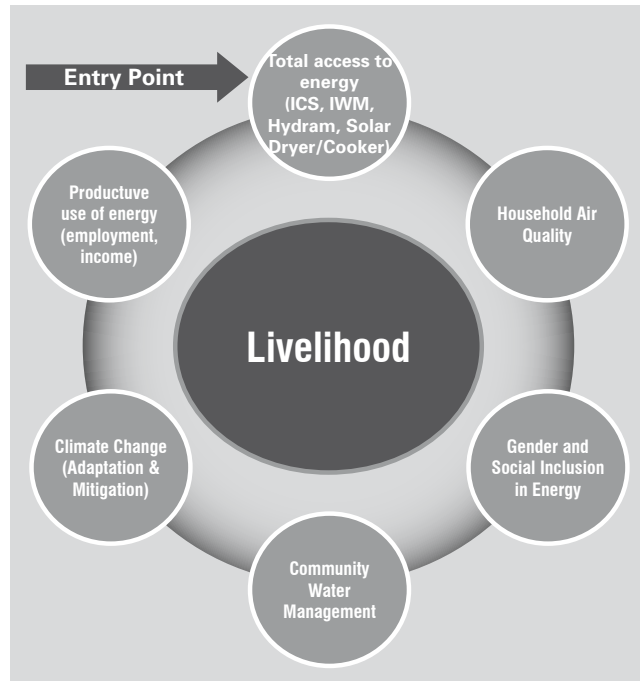 Entry Point
Total access to
energy
(ICS, IWM,
Hydram, Solar
Dryer/Cooker)
Household Air
Quality
Gender and
Social Inclusion
in Energy
Community
Water
Management
Climate Change
(Adaptation &
Mitigation)
Productuve
use of energy
(employment,
income)
Livelihood